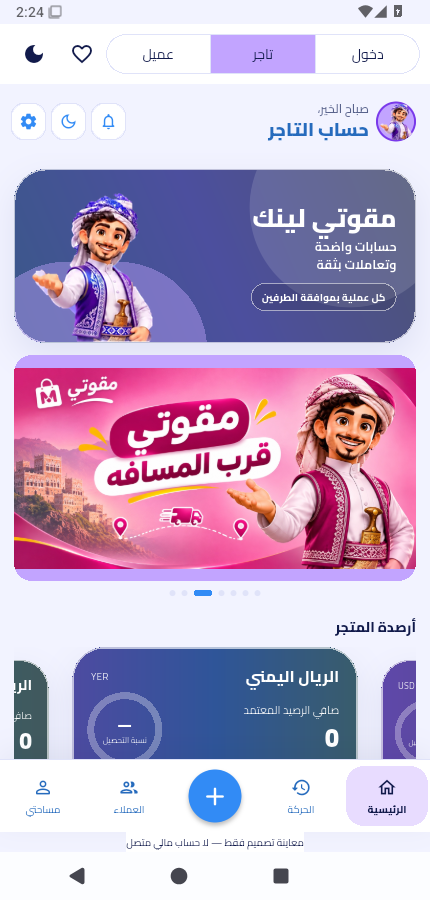 2:24
دخول
تاجر
عميل
صباح الخير،
حساب التاجر
مقوتي لينك
حسابات واضحة
وتعاملات بثقة
كل عملية بموافقة الطرفين
مقوتي
مقوتي
قرب المسافه
أرصدة المتجر
الريال اليمني
YER
صافي الرصيد المعتمد
0
—
نسبة التحصيل
USD
0
الرئيسية
الحركة
+
العملاء
مساحتي
معاينة تصميم فقط — لا حساب مالي متصل